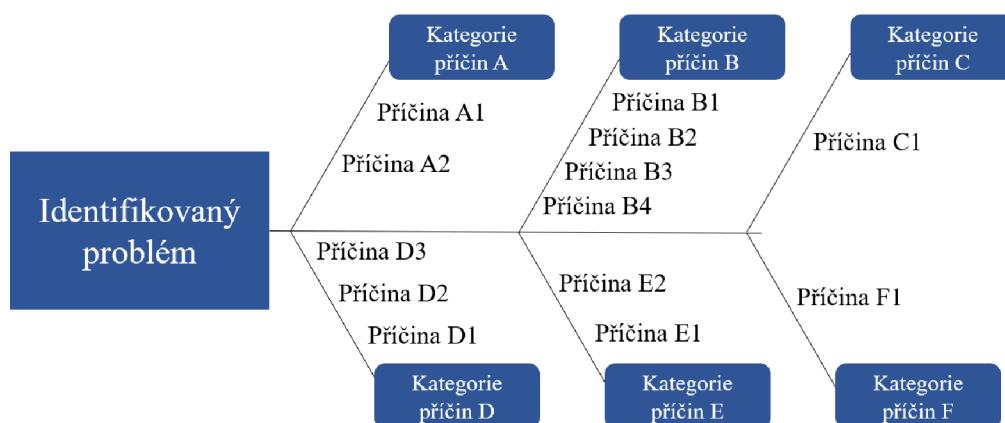 Kategorie
příčin A
Kategorie
příčin B
Kategorie
příčin C
Příčina A1
Příčina A2
Příčina B1
Příčina B2
Příčina B3
Příčina B4
Příčina C1
Identifikovaný
problém
Příčina D3
Příčina D2
Příčina D1
Příčina E2
Příčina E1
Příčina F1
Kategorie
příčin D
Kategorie
příčin E
Kategorie
příčin F